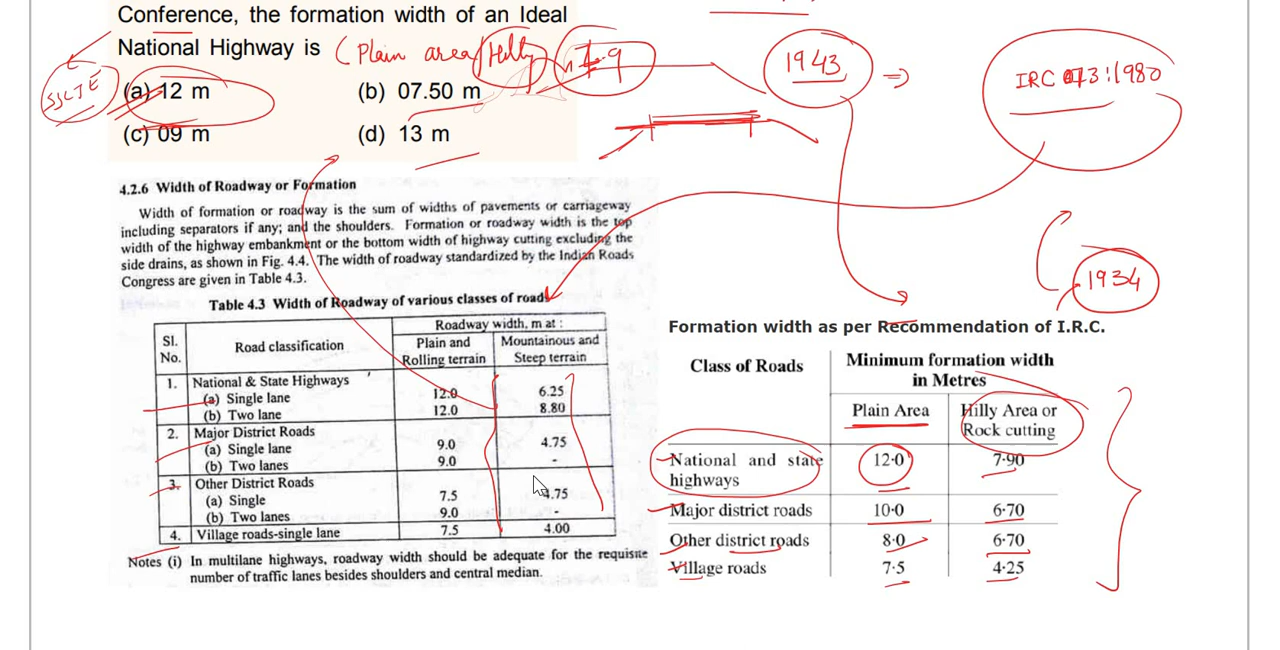 Conference, the formation width of an Ideal
National Highway is (Plain area/Hilly) 7.9
SSC JE
(a) 12 m (b) 07.50 m
(c) 09 m (d) 13 m
1943 ⇒
IRC 073:1980
1934
4.2.6 Width of Roadway or Formation
Width of formation or roadway is the sum of widths of pavements or carriageway
including separators if any; and the shoulders. Formation or roadway width is the top
width of the highway embankment or the bottom width of highway cutting excluding the
side drains, as shown in Fig. 4.4. The width of roadway standardized by the Indian Roads
Congress are given in Table 4.3.
Table 4.3 Width of Roadway of various classes of road
Sl. No. Road classification Roadway width, m at :
Plain and Rolling terrain Mountainous and Steep terrain
1. National & State Highways
(a) Single lane 12.0 6.25
(b) Two lane 12.0 8.80
2. Major District Roads
(a) Single lane 9.0 4.75
(b) Two lanes 9.0 -
3. Other District Roads
(a) Single 7.5 4.75
(b) Two lanes 9.0 -
4. Village roads-single lane 7.5 4.00
Notes (i) In multilane highways, roadway width should be adequate for the requisite
number of traffic lanes besides shoulders and central median.
Formation width as per Recommendation of I.R.C.
Class of Roads Minimum formation width
in Metres
Plain Area Hilly Area or
Rock cutting
National and state 12·0 7·90
highways
Major district roads 10·0 6·70
Other district roads 8·0 6·70
Village roads 7·5 4·25